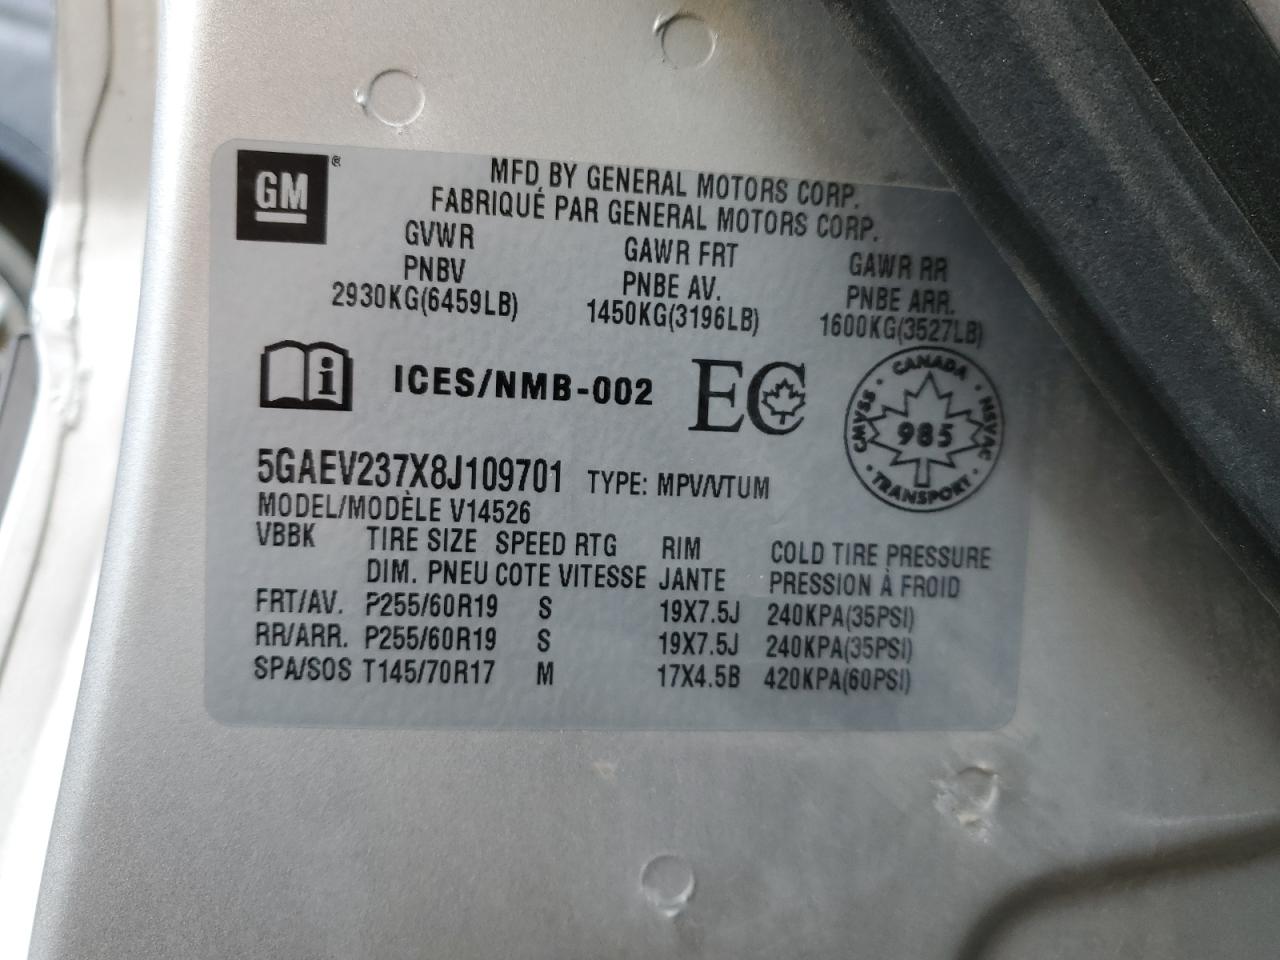 GM ®
MFD BY GENERAL MOTORS CORP.
FABRIQUÉ PAR GENERAL MOTORS CORP.
GVWR GAWR FRT GAWR RR
PNBV PNBE AV. PNBE ARR.
2930KG(6459LB) 1450KG(3196LB) 1600KG(3527LB)
i ICES/NMB-002 EC
CANADA
CMVSS 985 NSVAC
TRANSPORT
5GAEV237X8J109701 TYPE: MPV/VTUM
MODEL/MODÈLE V14526
VBBK TIRE SIZE SPEED RTG RIM COLD TIRE PRESSURE
DIM. PNEU COTE VITESSE JANTE PRESSION À FROID
FRT/AV. P255/60R19 S 19X7.5J 240KPA(35PSI)
RR/ARR. P255/60R19 S 19X7.5J 240KPA(35PSI)
SPA/SOS T145/70R17 M 17X4.5B 420KPA(60PSI)